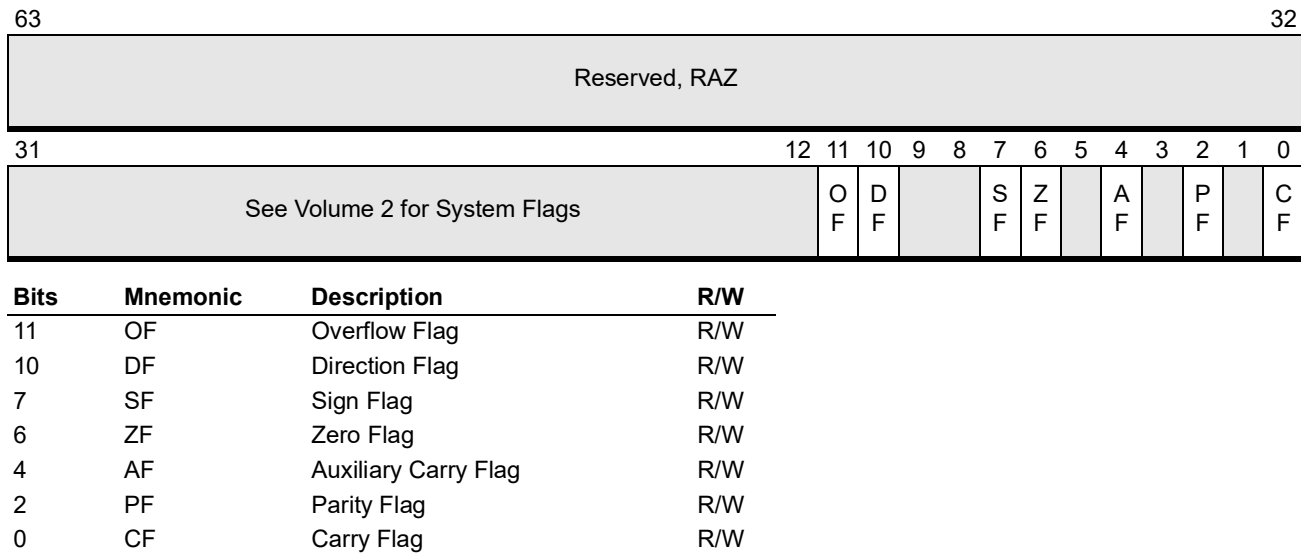 63 32
Reserved, RAZ
31 12 11 10 9 8 7 6 5 4 3 2 1 0
See Volume 2 for System Flags
O D S Z A P C
F F F F F F F
Bits Mnemonic Description R/W
11 OF Overflow Flag R/W
10 DF Direction Flag R/W
7 SF Sign Flag R/W
6 ZF Zero Flag R/W
4 AF Auxiliary Carry Flag R/W
2 PF Parity Flag R/W
0 CF Carry Flag R/W